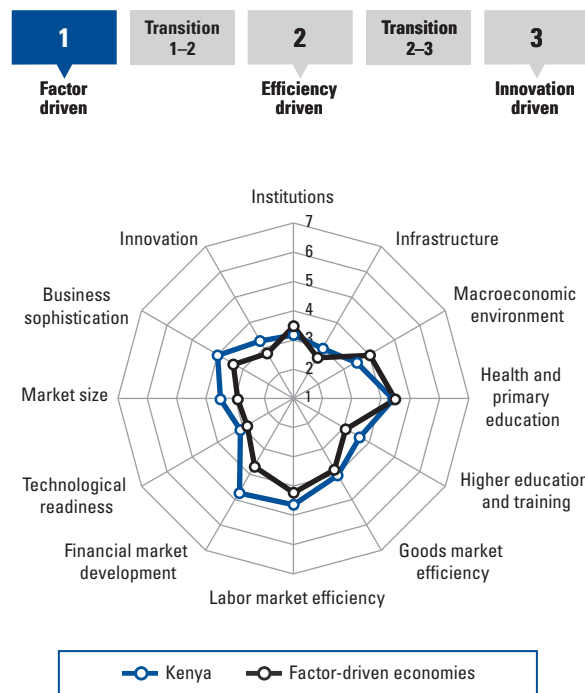 1
Transition
1–2
2
Transition
2–3
3
Factor
driven
Efficiency
driven
Innovation
driven
Institutions
7
6
5
4
3
2
1
Infrastructure
Macroeconomic
environment
Health and
primary
education
Higher education
and training
Goods market
efficiency
Labor market efficiency
Financial market
development
Technological
readiness
Market size
Business
sophistication
Innovation
Kenya
Factor-driven economies